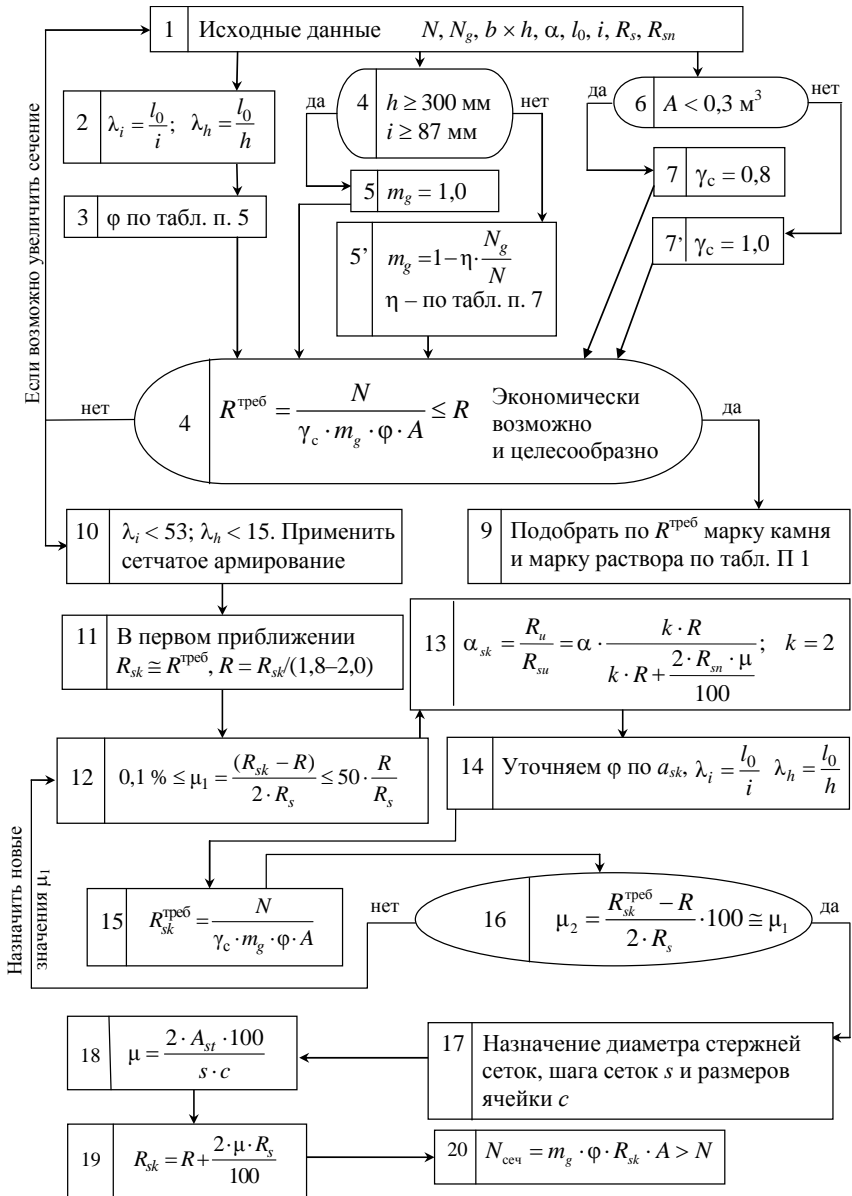 1 Исходные данные N, N_g, b × h, α, l_0, i, R_s, R_sn
Если возможно увеличить сечение
2 λ_i = l_0/i; λ_h = l_0/h
да
4 h ≥ 300 мм
i ≥ 87 мм
нет
да
6 A < 0,3 м³
нет
3 φ по табл. п. 5
5 m_g = 1,0
7 γ_c = 0,8
5’ m_g = 1 − η · N_g/N
η – по табл. п. 7
7’ γ_c = 1,0
нет
4 R^треб = N/(γ_c · m_g · φ · A) ≤ R
Экономически
возможно
и целесообразно
да
10 λ_i < 53; λ_h < 15. Применить
сетчатое армирование
9 Подобрать по R^треб марку камня
и марку раствора по табл. П 1
11 В первом приближении
R_sk ≅ R^треб, R = R_sk/(1,8–2,0)
13 α_sk = R_u/R_su = α · k · R/(k · R + 2 · R_sn · μ/100); k = 2
12 0,1 % ≤ μ_1 = (R_sk − R)/(2 · R_s) ≤ 50 · R/R_s
14 Уточняем φ по a_sk, λ_i = l_0/i λ_h = l_0/h
Назначить новые
значения μ_1
15 R_sk^треб = N/(γ_c · m_g · φ · A)
нет
16 μ_2 = (R_sk^треб − R)/(2 · R_s) · 100 ≅ μ_1
да
18 μ = 2 · A_st · 100/(s · c)
17 Назначение диаметра стержней
сеток, шага сеток s и размеров
ячейки c
19 R_sk = R + 2 · μ · R_s/100
20 N_сеч = m_g · φ · R_sk · A > N